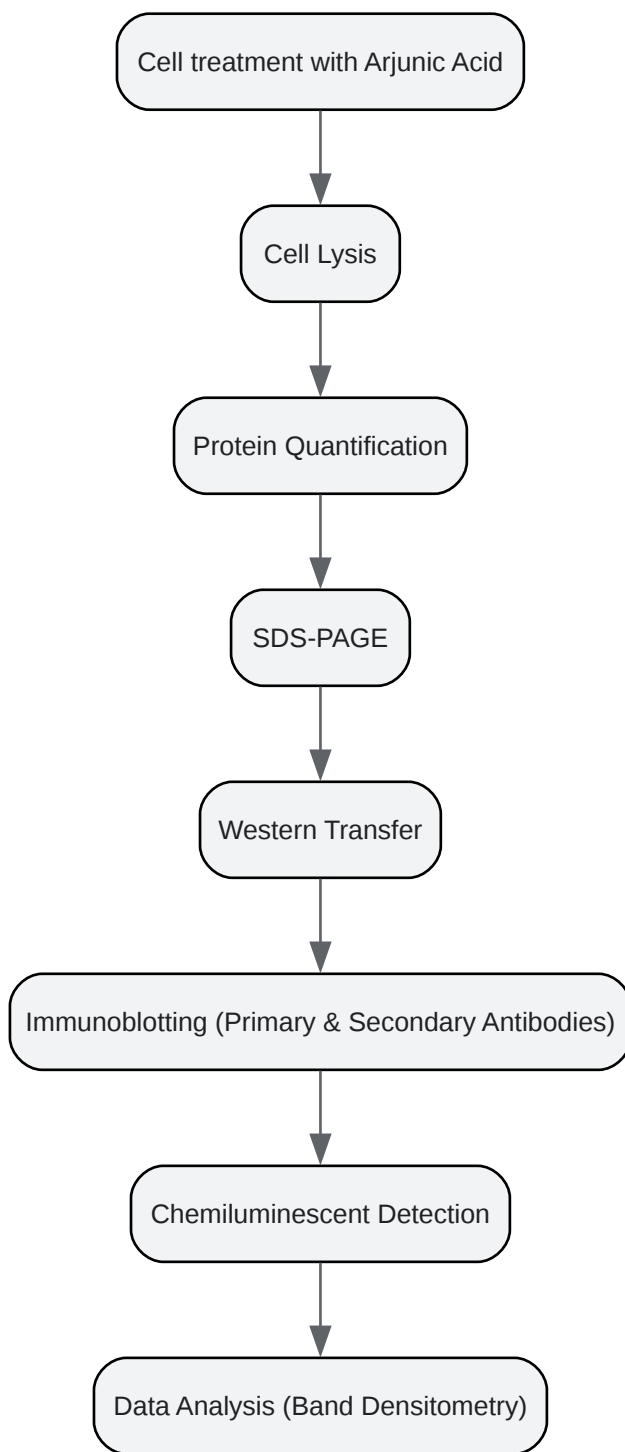 Cell treatment with Arjunic Acid
Cell Lysis
Protein Quantification
SDS-PAGE
Western Transfer
Immunoblotting (Primary & Secondary Antibodies)
Chemiluminescent Detection
Data Analysis (Band Densitometry)